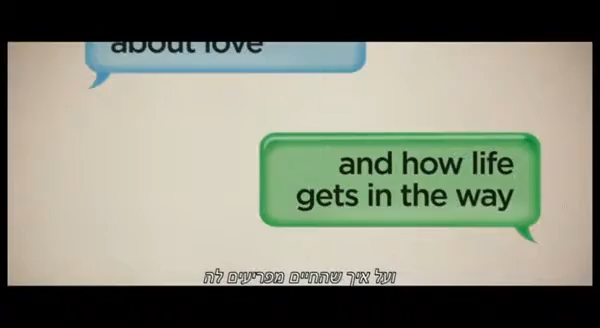 about love
and how life
gets in the way
ועל איך שהחיים מפריעים לה